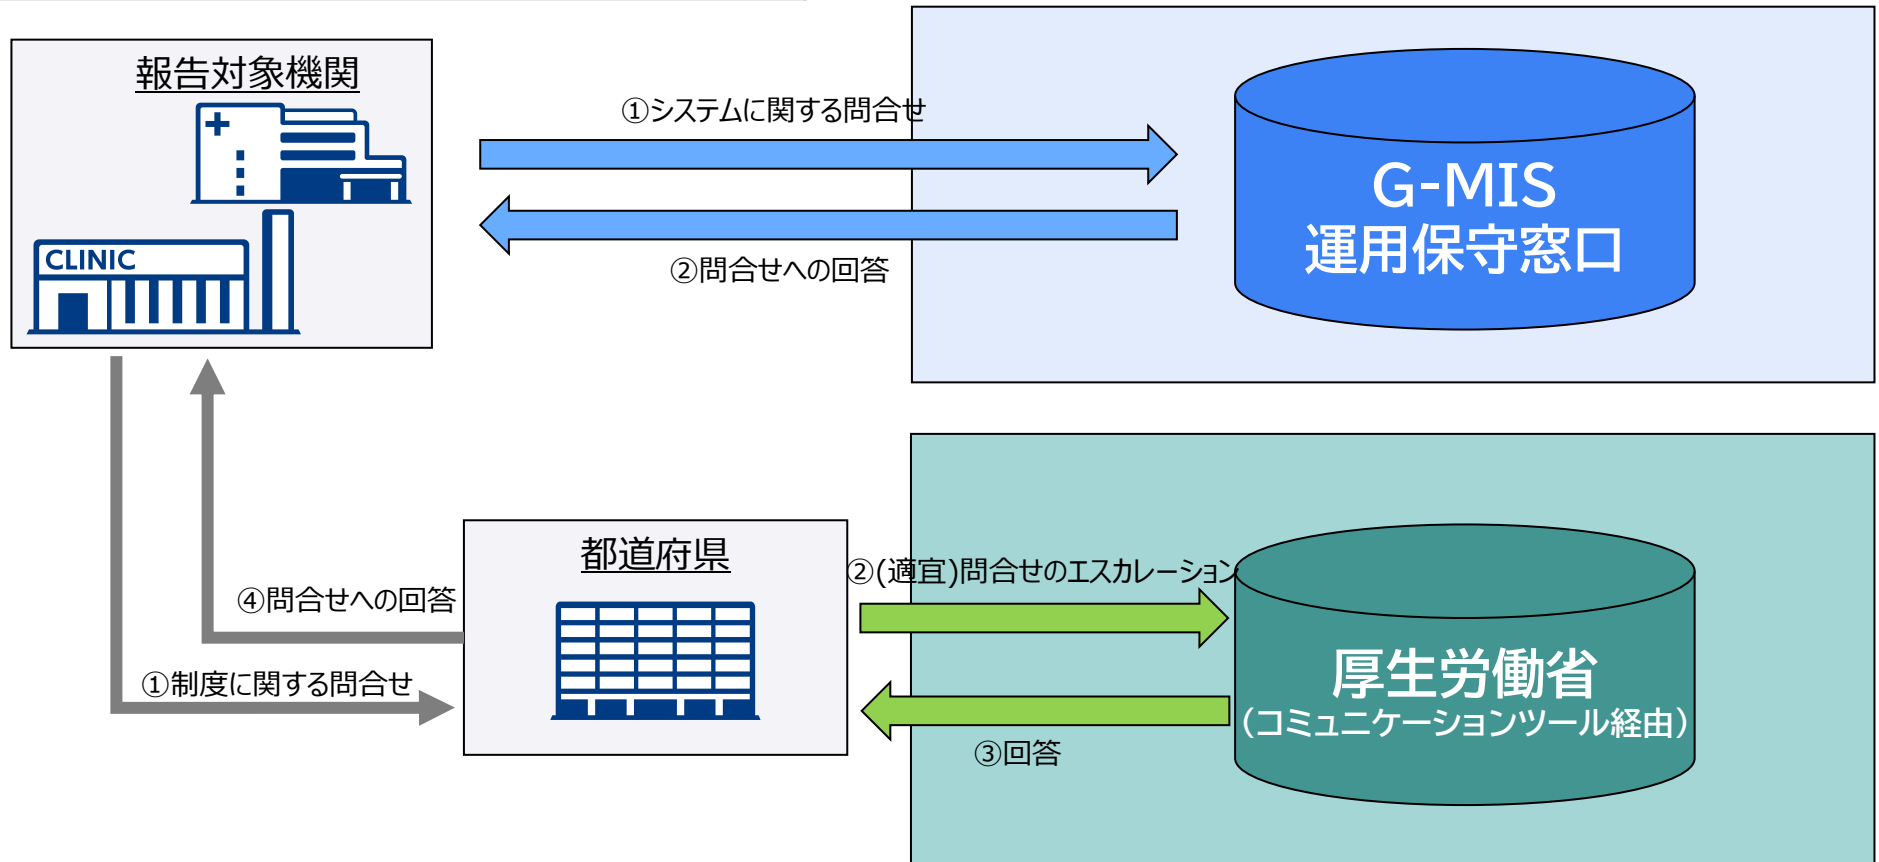 報告対象機関
CLINIC
①システムに関する問合せ
②問合せへの回答
G-MIS
運用保守窓口
都道府県
④問合せへの回答
①制度に関する問合せ
②(適宜)問合せのエスカレーション
③回答
厚生労働省
(コミュニケーションツール経由)